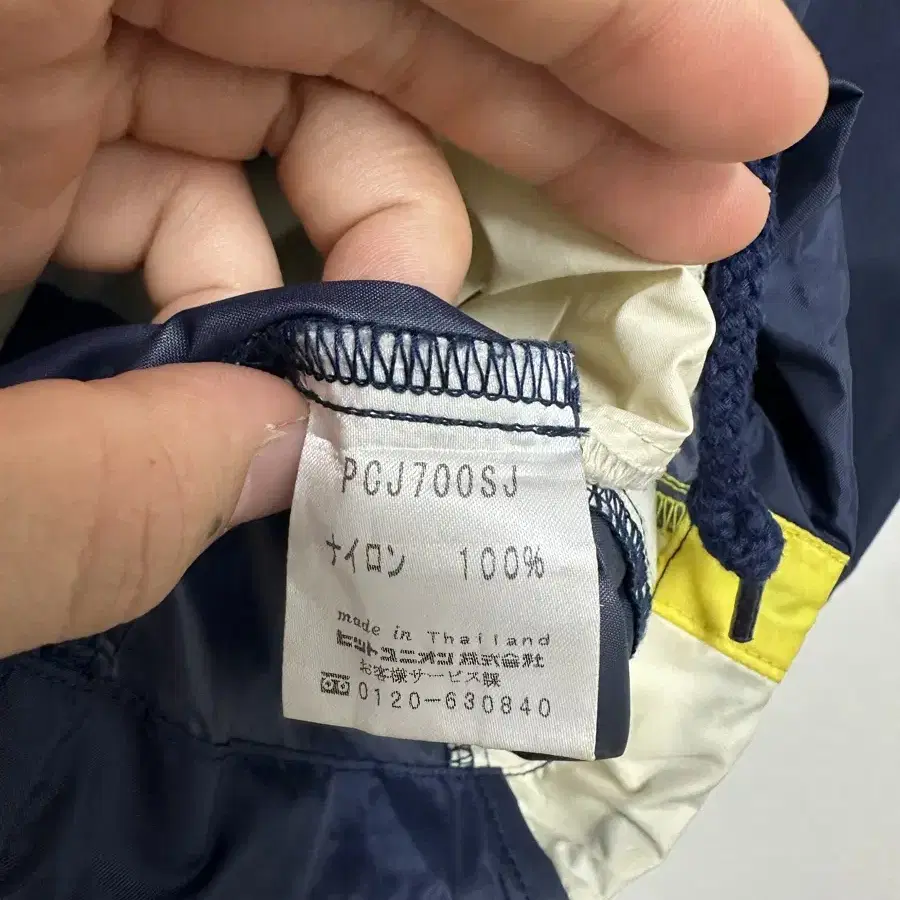 PCJ700SJ
ナイロン 100%
made in Thailand
ヒットユニオン株式会社
お客様サービス課
0120-630840